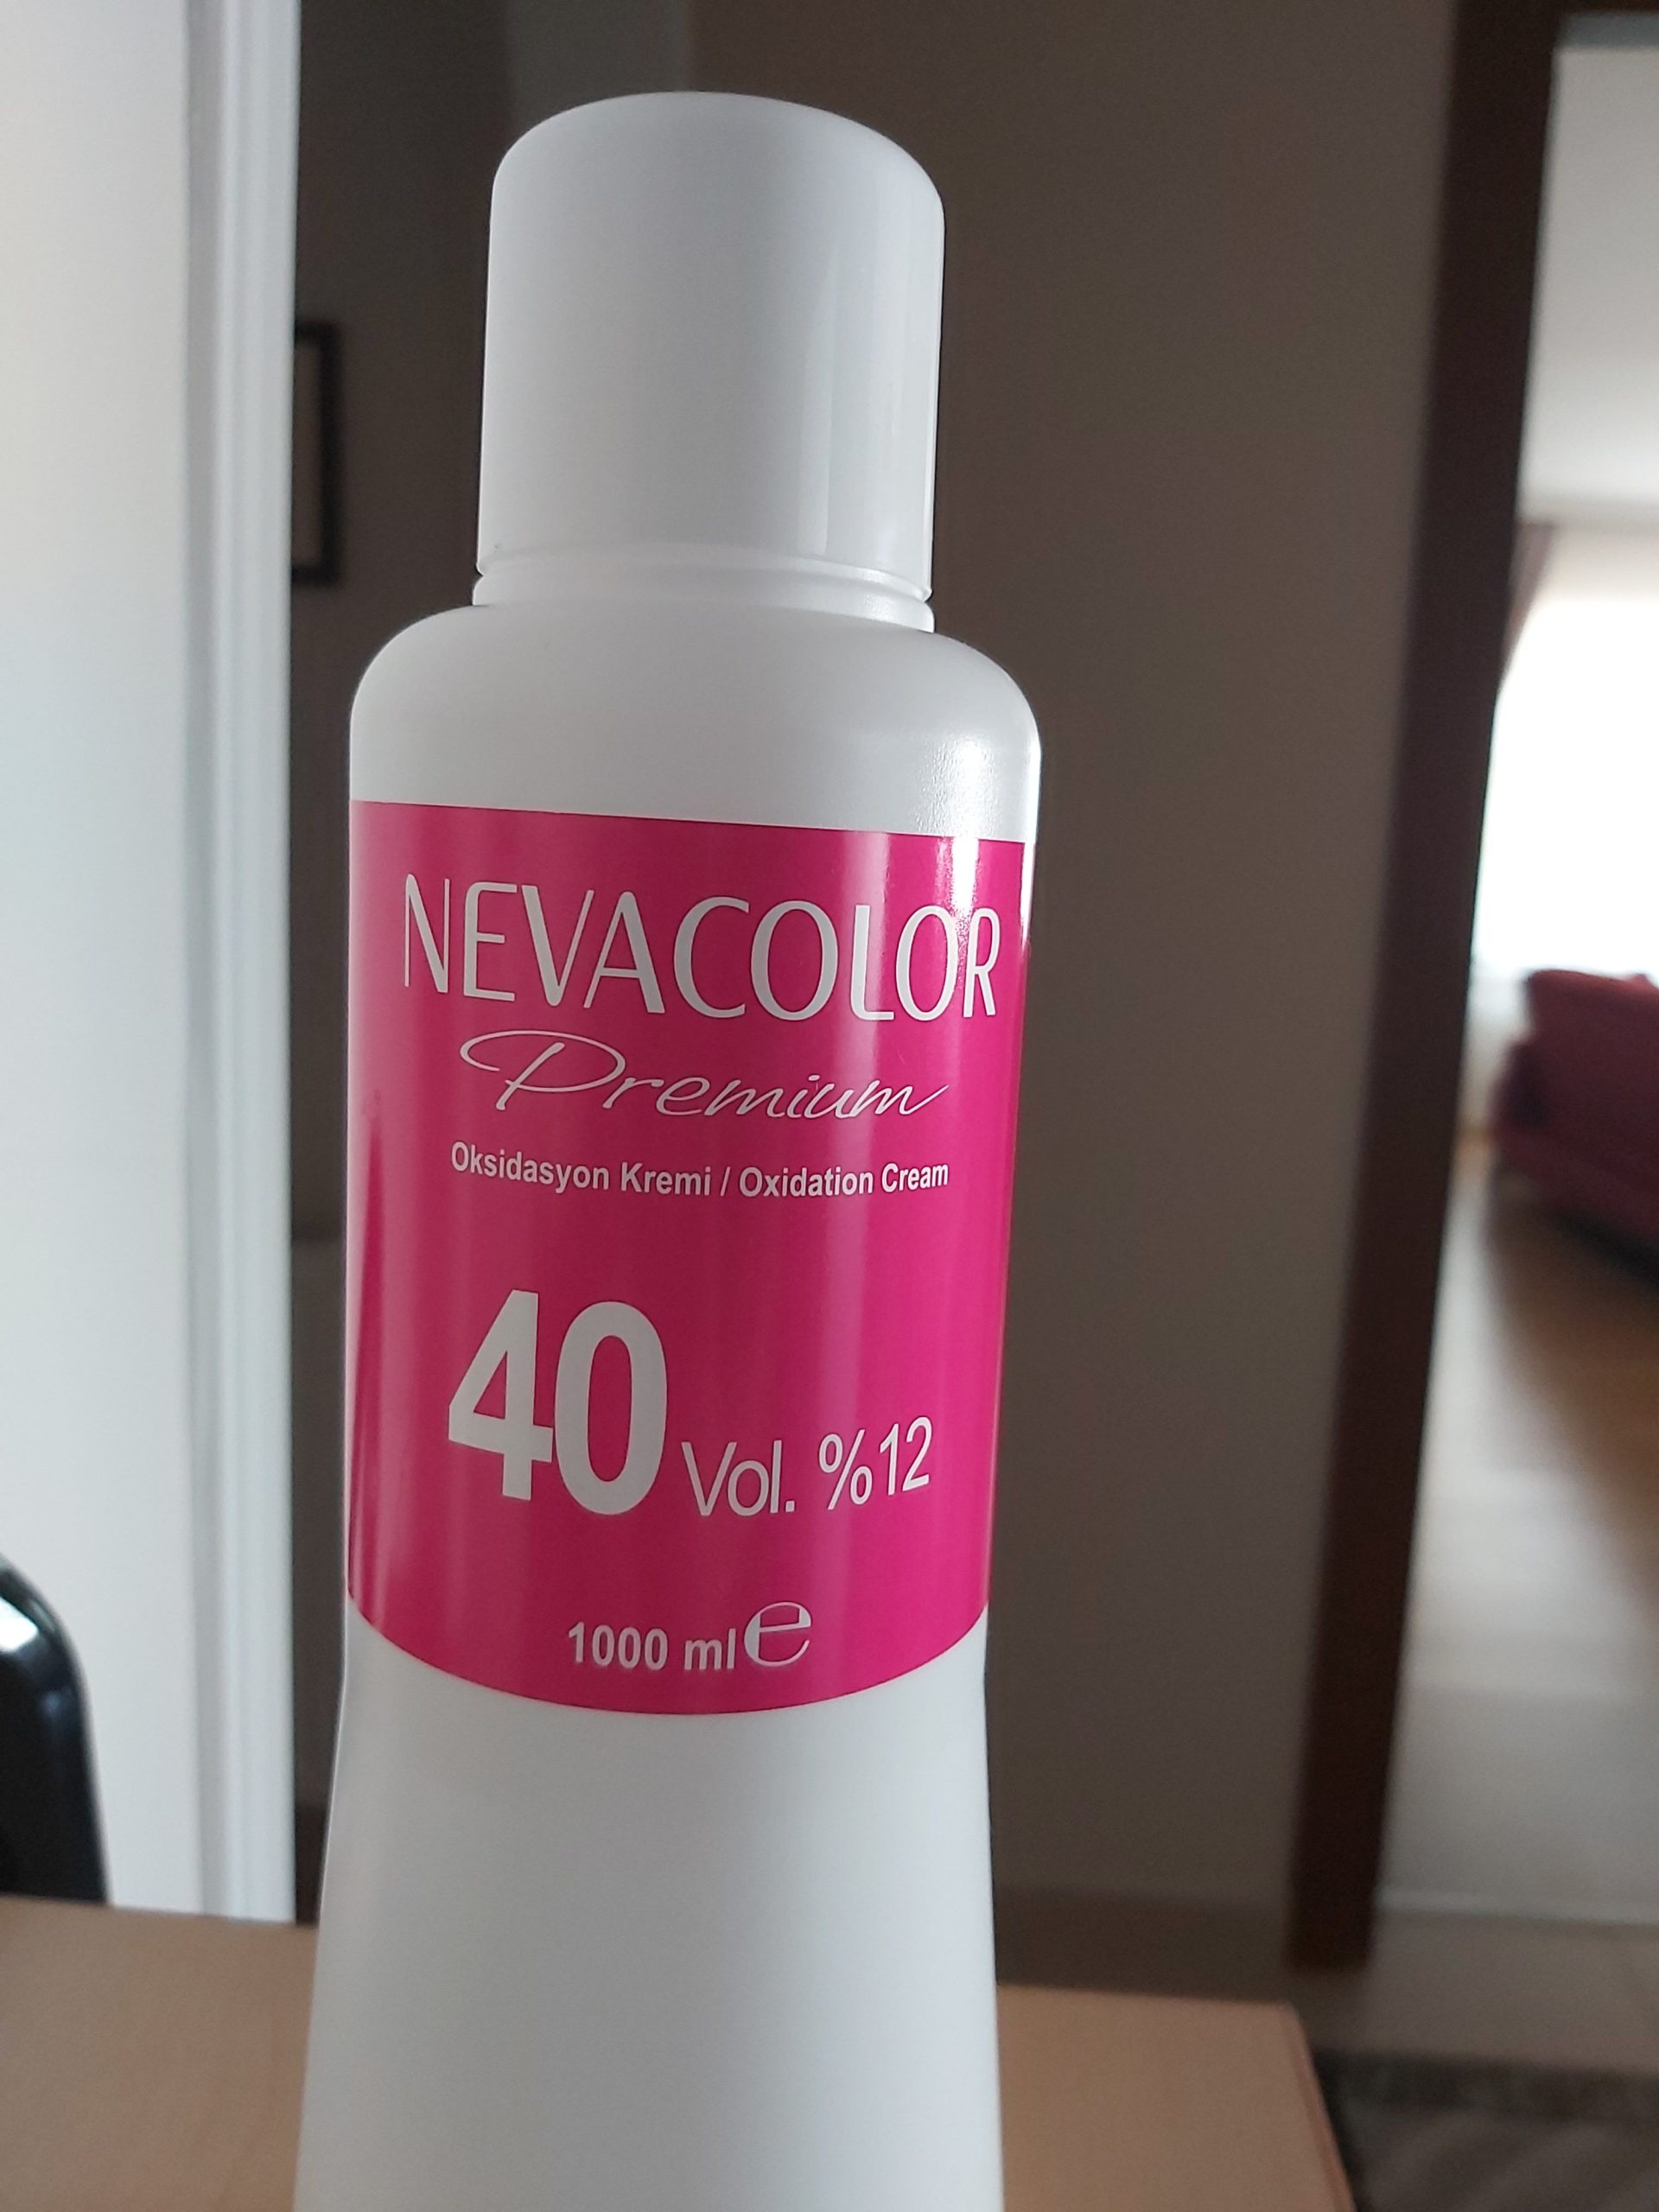 NEVACOLOR
Premium
Oksidasyon Kremi / Oxidation Cream
40 Vol. %12
1000 ml e